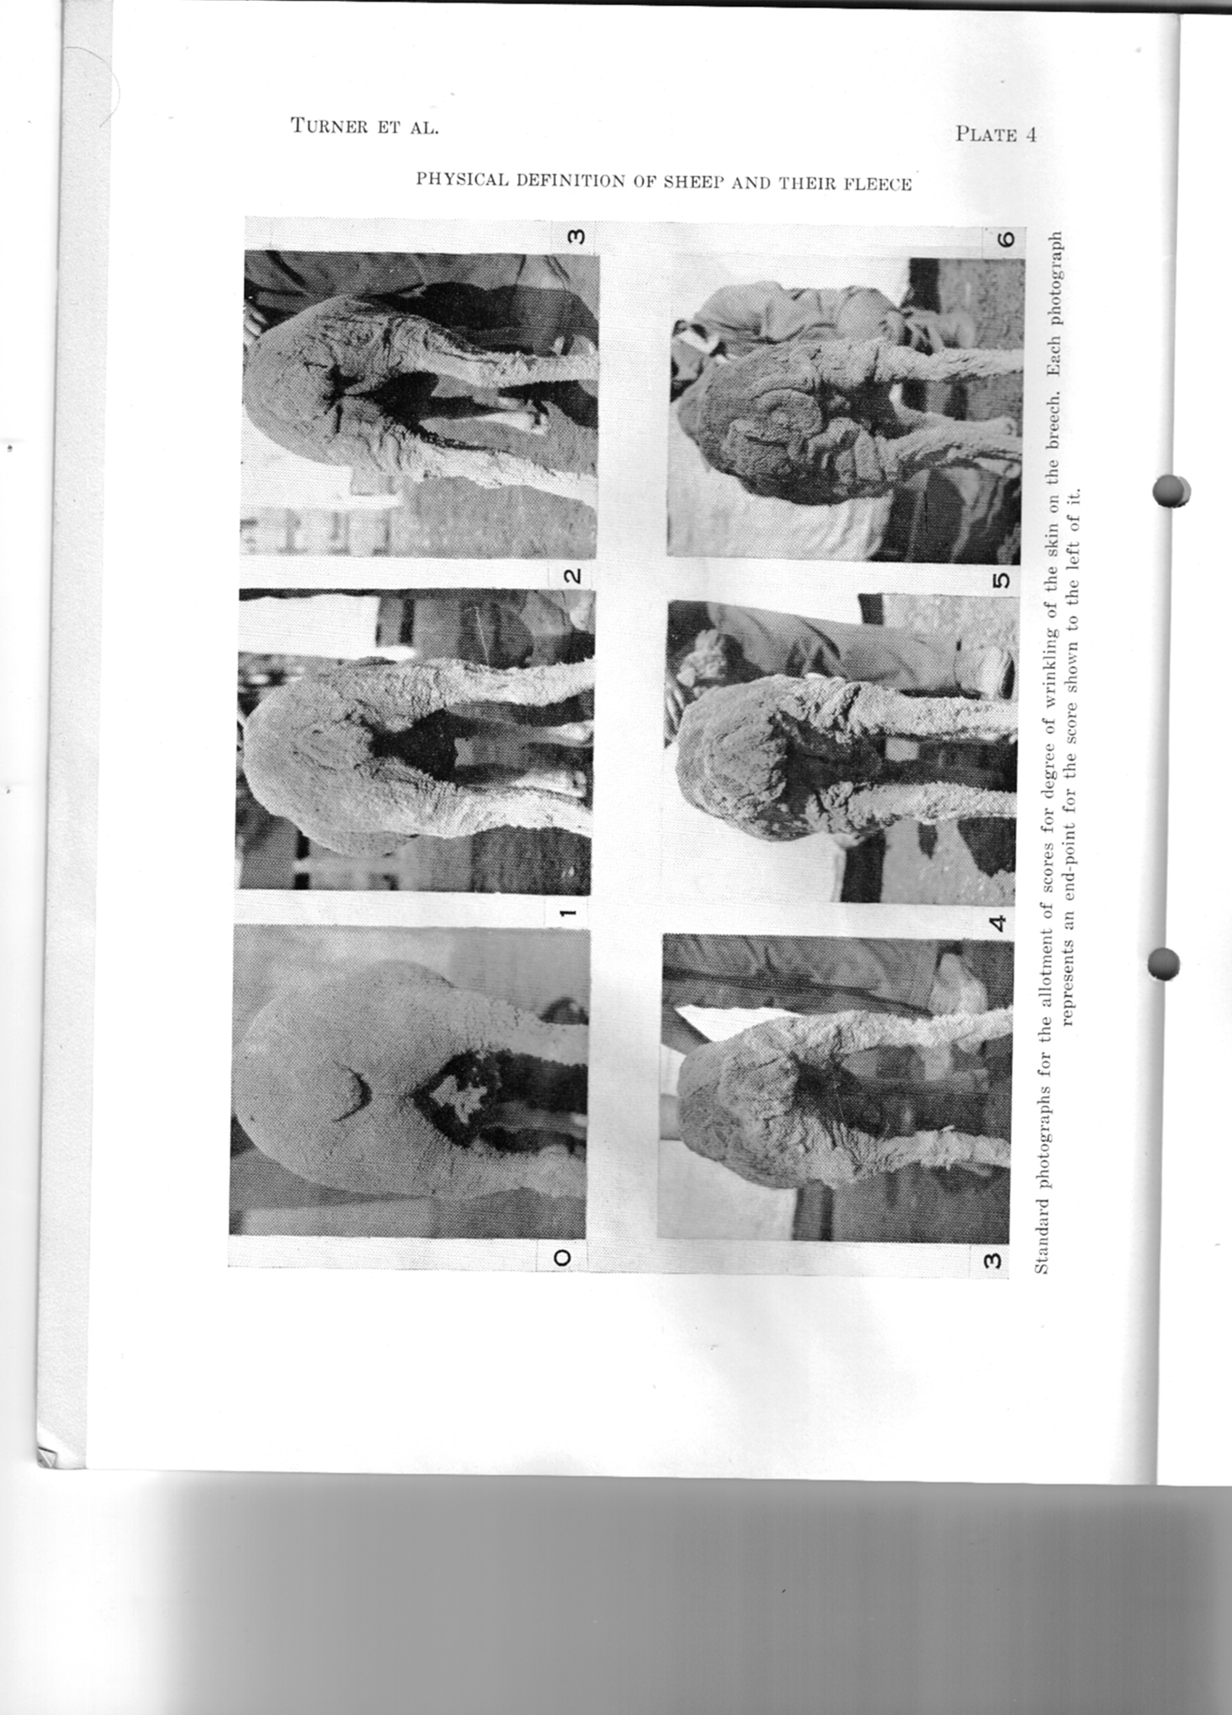 TURNER ET AL.
PLATE 4
PHYSICAL DEFINITION OF SHEEP AND THEIR FLEECE
0
1
2
3
3
4
5
6
Standard photographs for the allotment of scores for degree of wrinkling of the skin on the breech. Each photograph
represents an end-point for the score shown to the left of it.